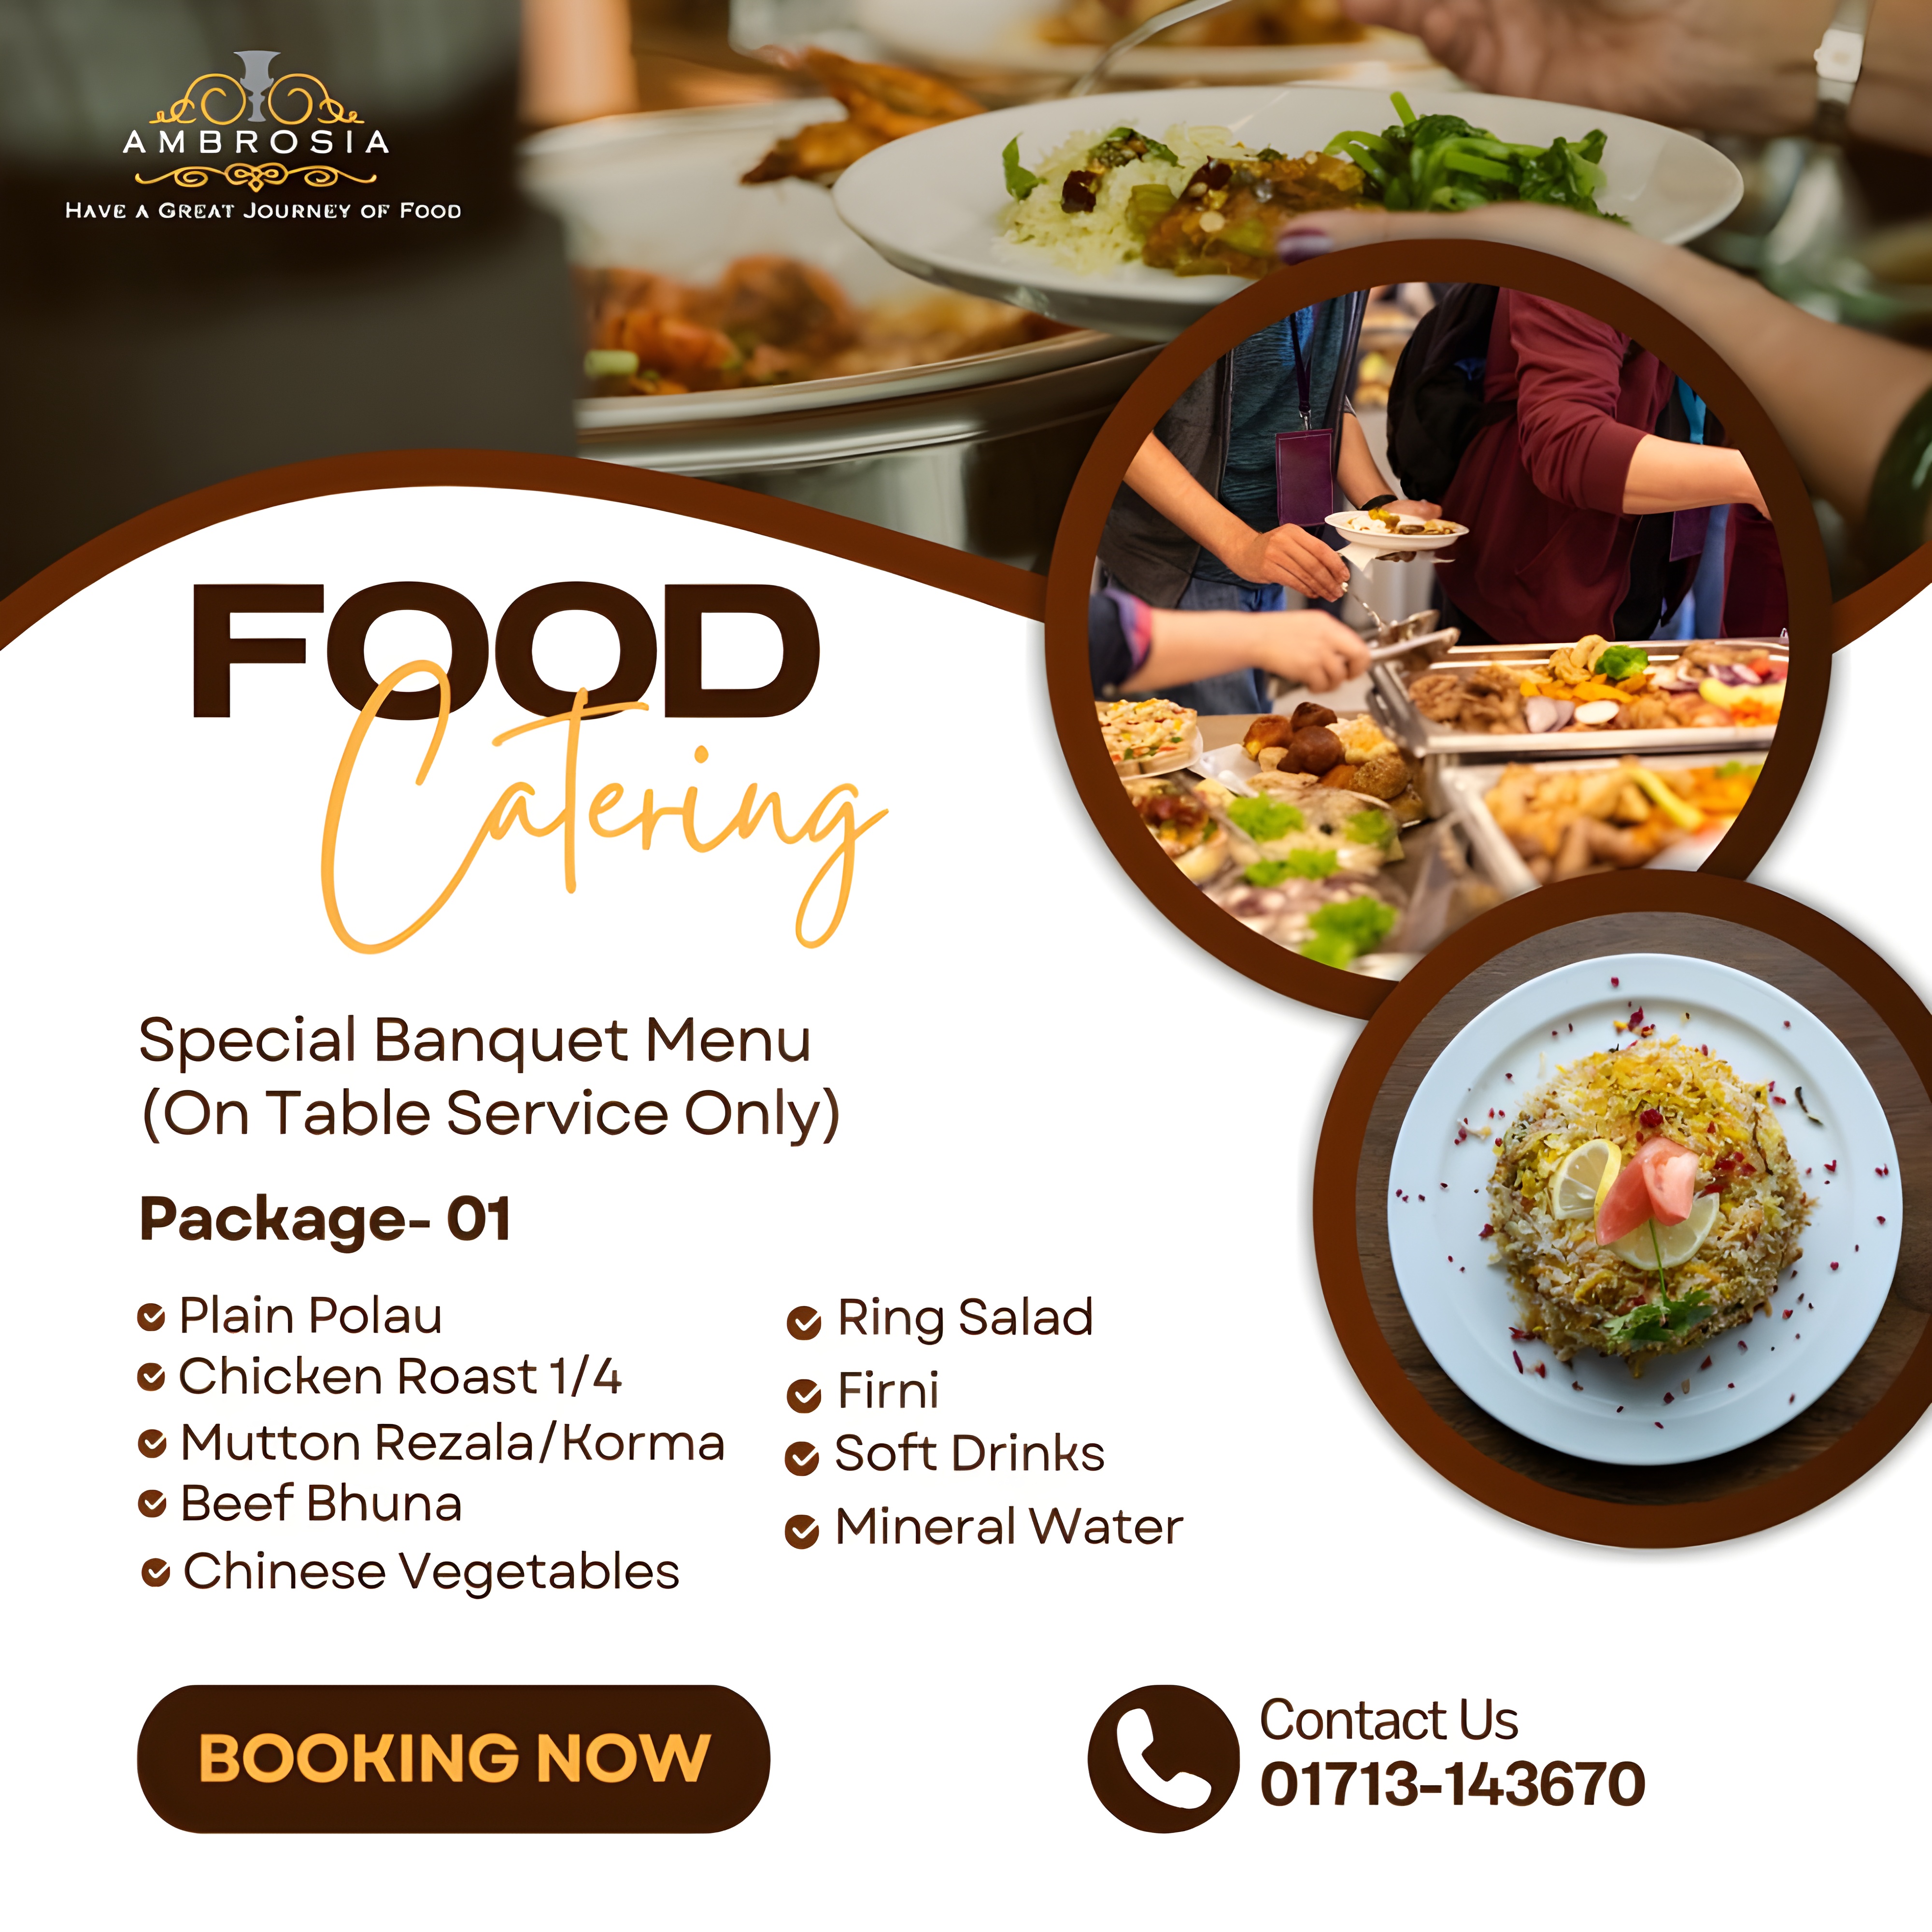 AMBROSIA
HAVE A GREAT JOURNEY OF FOOD
FOOD
Catering
Special Banquet Menu
(On Table Service Only)
Package- 01
Plain Polau
Chicken Roast 1/4
Mutton Rezala/Korma
Beef Bhuna
Chinese Vegetables
Ring Salad
Firni
Soft Drinks
Mineral Water
BOOKING NOW
Contact Us
01713-143670